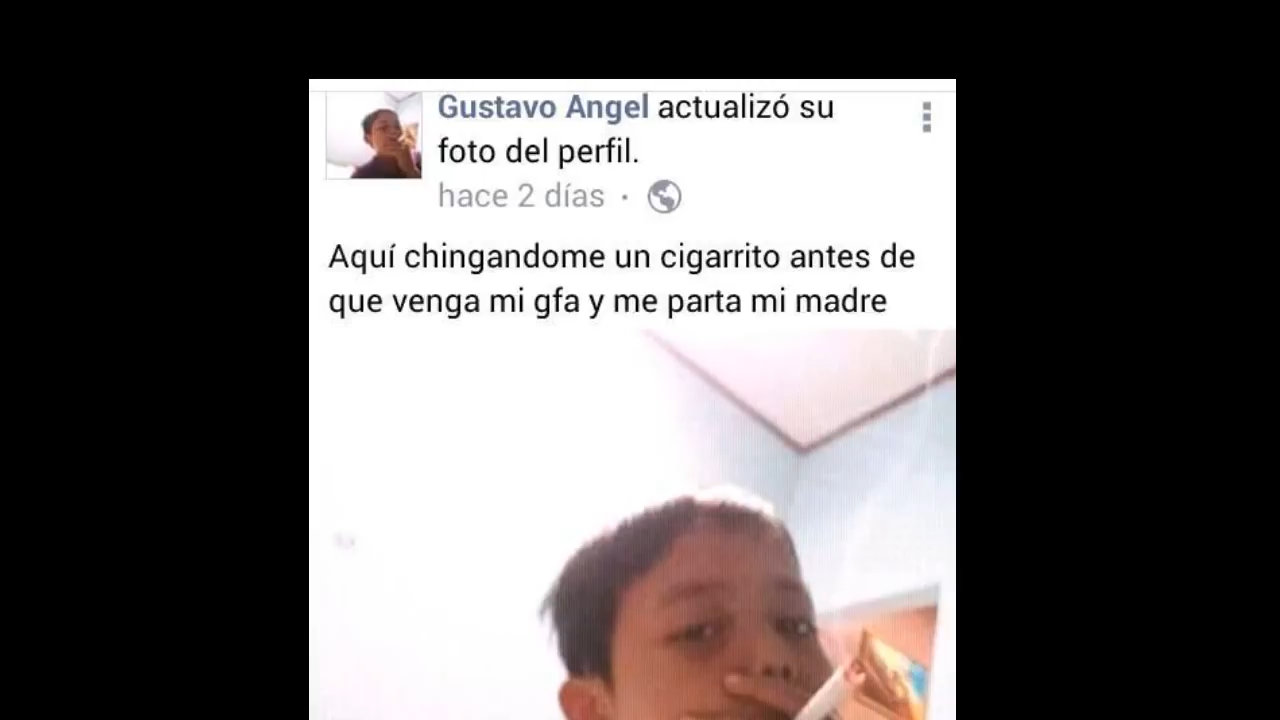 Gustavo Angel actualizó su
foto del perfil.
hace 2 días ·
Aquí chingandome un cigarrito antes de
que venga mi gfa y me parta mi madre